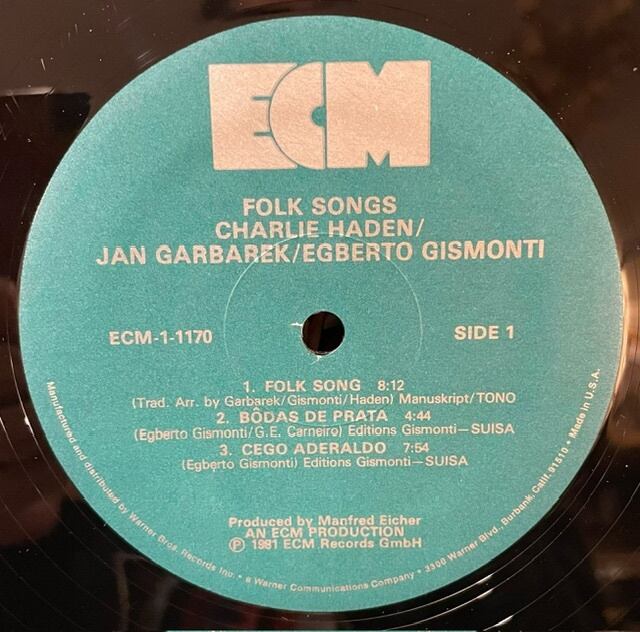 ECM
FOLK SONGS
CHARLIE HADEN/
JAN GARBAREK/EGBERTO GISMONTI
ECM-1-1170
SIDE 1
1. FOLK SONG 8:12
(Trad. Arr. by Garbarek/Gismonti/Haden) Manuskript/TONO
2. BÔDAS DE PRATA 4:44
(Egberto Gismonti/G.E. Carneiro) Editions Gismonti—SUISA
3. CEGO ADERALDO 7:54
(Egberto Gismonti) Editions Gismonti—SUISA
Produced by Manfred Eicher
AN ECM PRODUCTION
℗ 1981 ECM Records GmbH
Manufactured and distributed by Warner Bros. Records Inc. • a Warner Communications Company • 3300 Warner Blvd., Burbank, Calif. 91510 • Made in U.S.A.